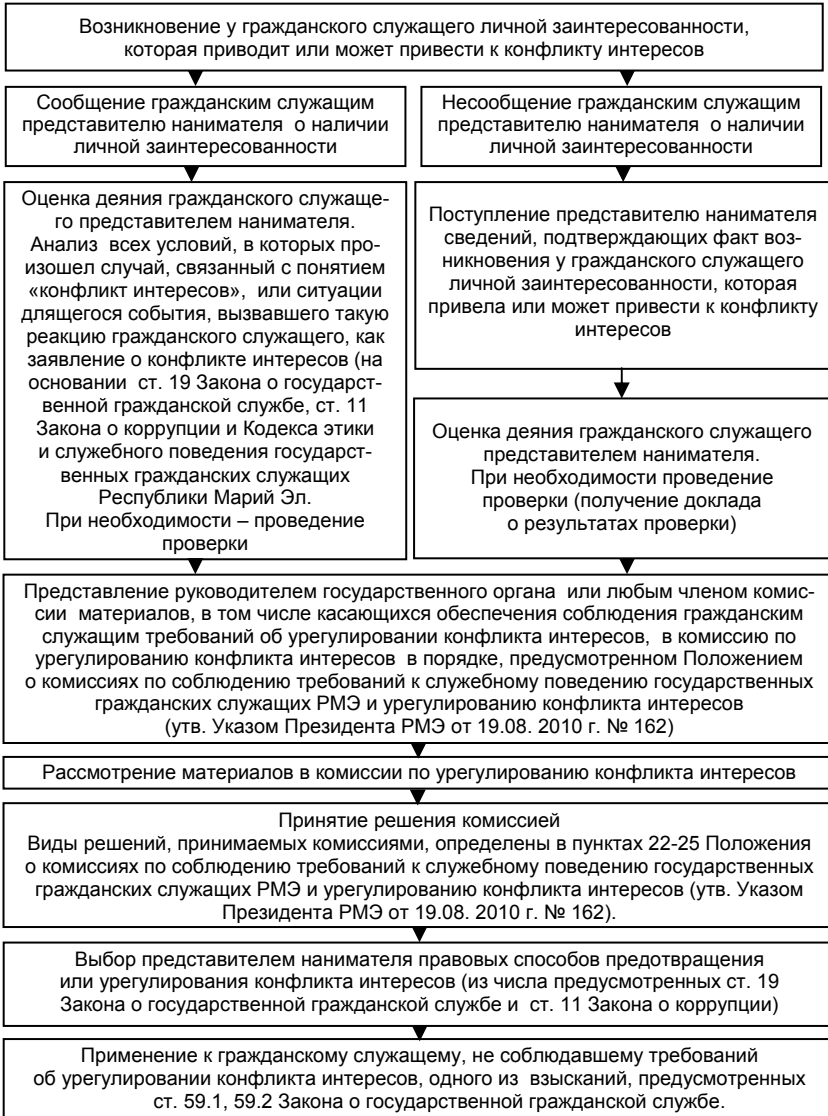 Возникновение у гражданского служащего личной заинтересованности,
которая приводит или может привести к конфликту интересов
Сообщение гражданским служащим
представителю нанимателя о наличии
личной заинтересованности
Несообщение гражданским служащим
представителю нанимателя о наличии
личной заинтересованности
Оценка деяния гражданского служаще-
го представителем нанимателя.
Анализ всех условий, в которых про-
изошел случай, связанный с понятием
«конфликт интересов», или ситуации
длящегося события, вызвавшего такую
реакцию гражданского служащего, как
заявление о конфликте интересов (на
основании ст. 19 Закона о государст-
венной гражданской службе, ст. 11
Закона о коррупции и Кодекса этики
и служебного поведения государст-
венных гражданских служащих
Республики Марий Эл.
При необходимости – проведение
проверки
Поступление представителю нанимателя
сведений, подтверждающих факт воз-
никновения у гражданского служащего
личной заинтересованности, которая
привела или может привести к конфликту
интересов
Оценка деяния гражданского служащего
представителем нанимателя.
При необходимости проведение
проверки (получение доклада
о результатах проверки)
Представление руководителем государственного органа или любым членом комис-
сии материалов, в том числе касающихся обеспечения соблюдения гражданским
служащим требований об урегулировании конфликта интересов, в комиссию по
урегулированию конфликта интересов в порядке, предусмотренном Положением
о комиссиях по соблюдению требований к служебному поведению государственных
гражданских служащих РМЭ и урегулированию конфликта интересов
(утв. Указом Президента РМЭ от 19.08. 2010 г. № 162)
Рассмотрение материалов в комиссии по урегулированию конфликта интересов
Принятие решения комиссией
Виды решений, принимаемых комиссиями, определены в пунктах 22-25 Положения
о комиссиях по соблюдению требований к служебному поведению государственных
гражданских служащих РМЭ и урегулированию конфликта интересов (утв. Указом
Президента РМЭ от 19.08. 2010 г. № 162).
Выбор представителем нанимателя правовых способов предотвращения
или урегулирования конфликта интересов (из числа предусмотренных ст. 19
Закона о государственной гражданской службе и ст. 11 Закона о коррупции)
Применение к гражданскому служащему, не соблюдавшему требований
об урегулировании конфликта интересов, одного из взысканий, предусмотренных
ст. 59.1, 59.2 Закона о государственной гражданской службе.